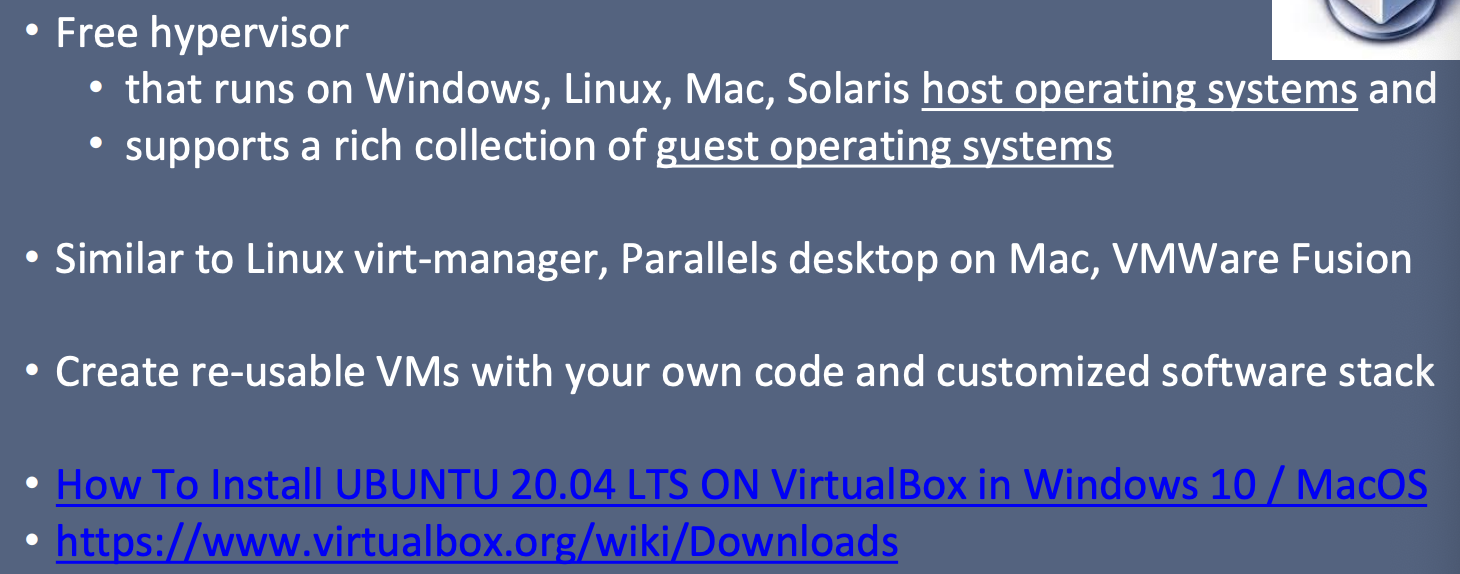 • Free hypervisor
• that runs on Windows, Linux, Mac, Solaris host operating systems and
• supports a rich collection of guest operating systems
• Similar to Linux virt-manager, Parallels desktop on Mac, VMWare Fusion
• Create re-usable VMs with your own code and customized software stack
• How To Install UBUNTU 20.04 LTS ON VirtualBox in Windows 10 / MacOS
• https://www.virtualbox.org/wiki/Downloads